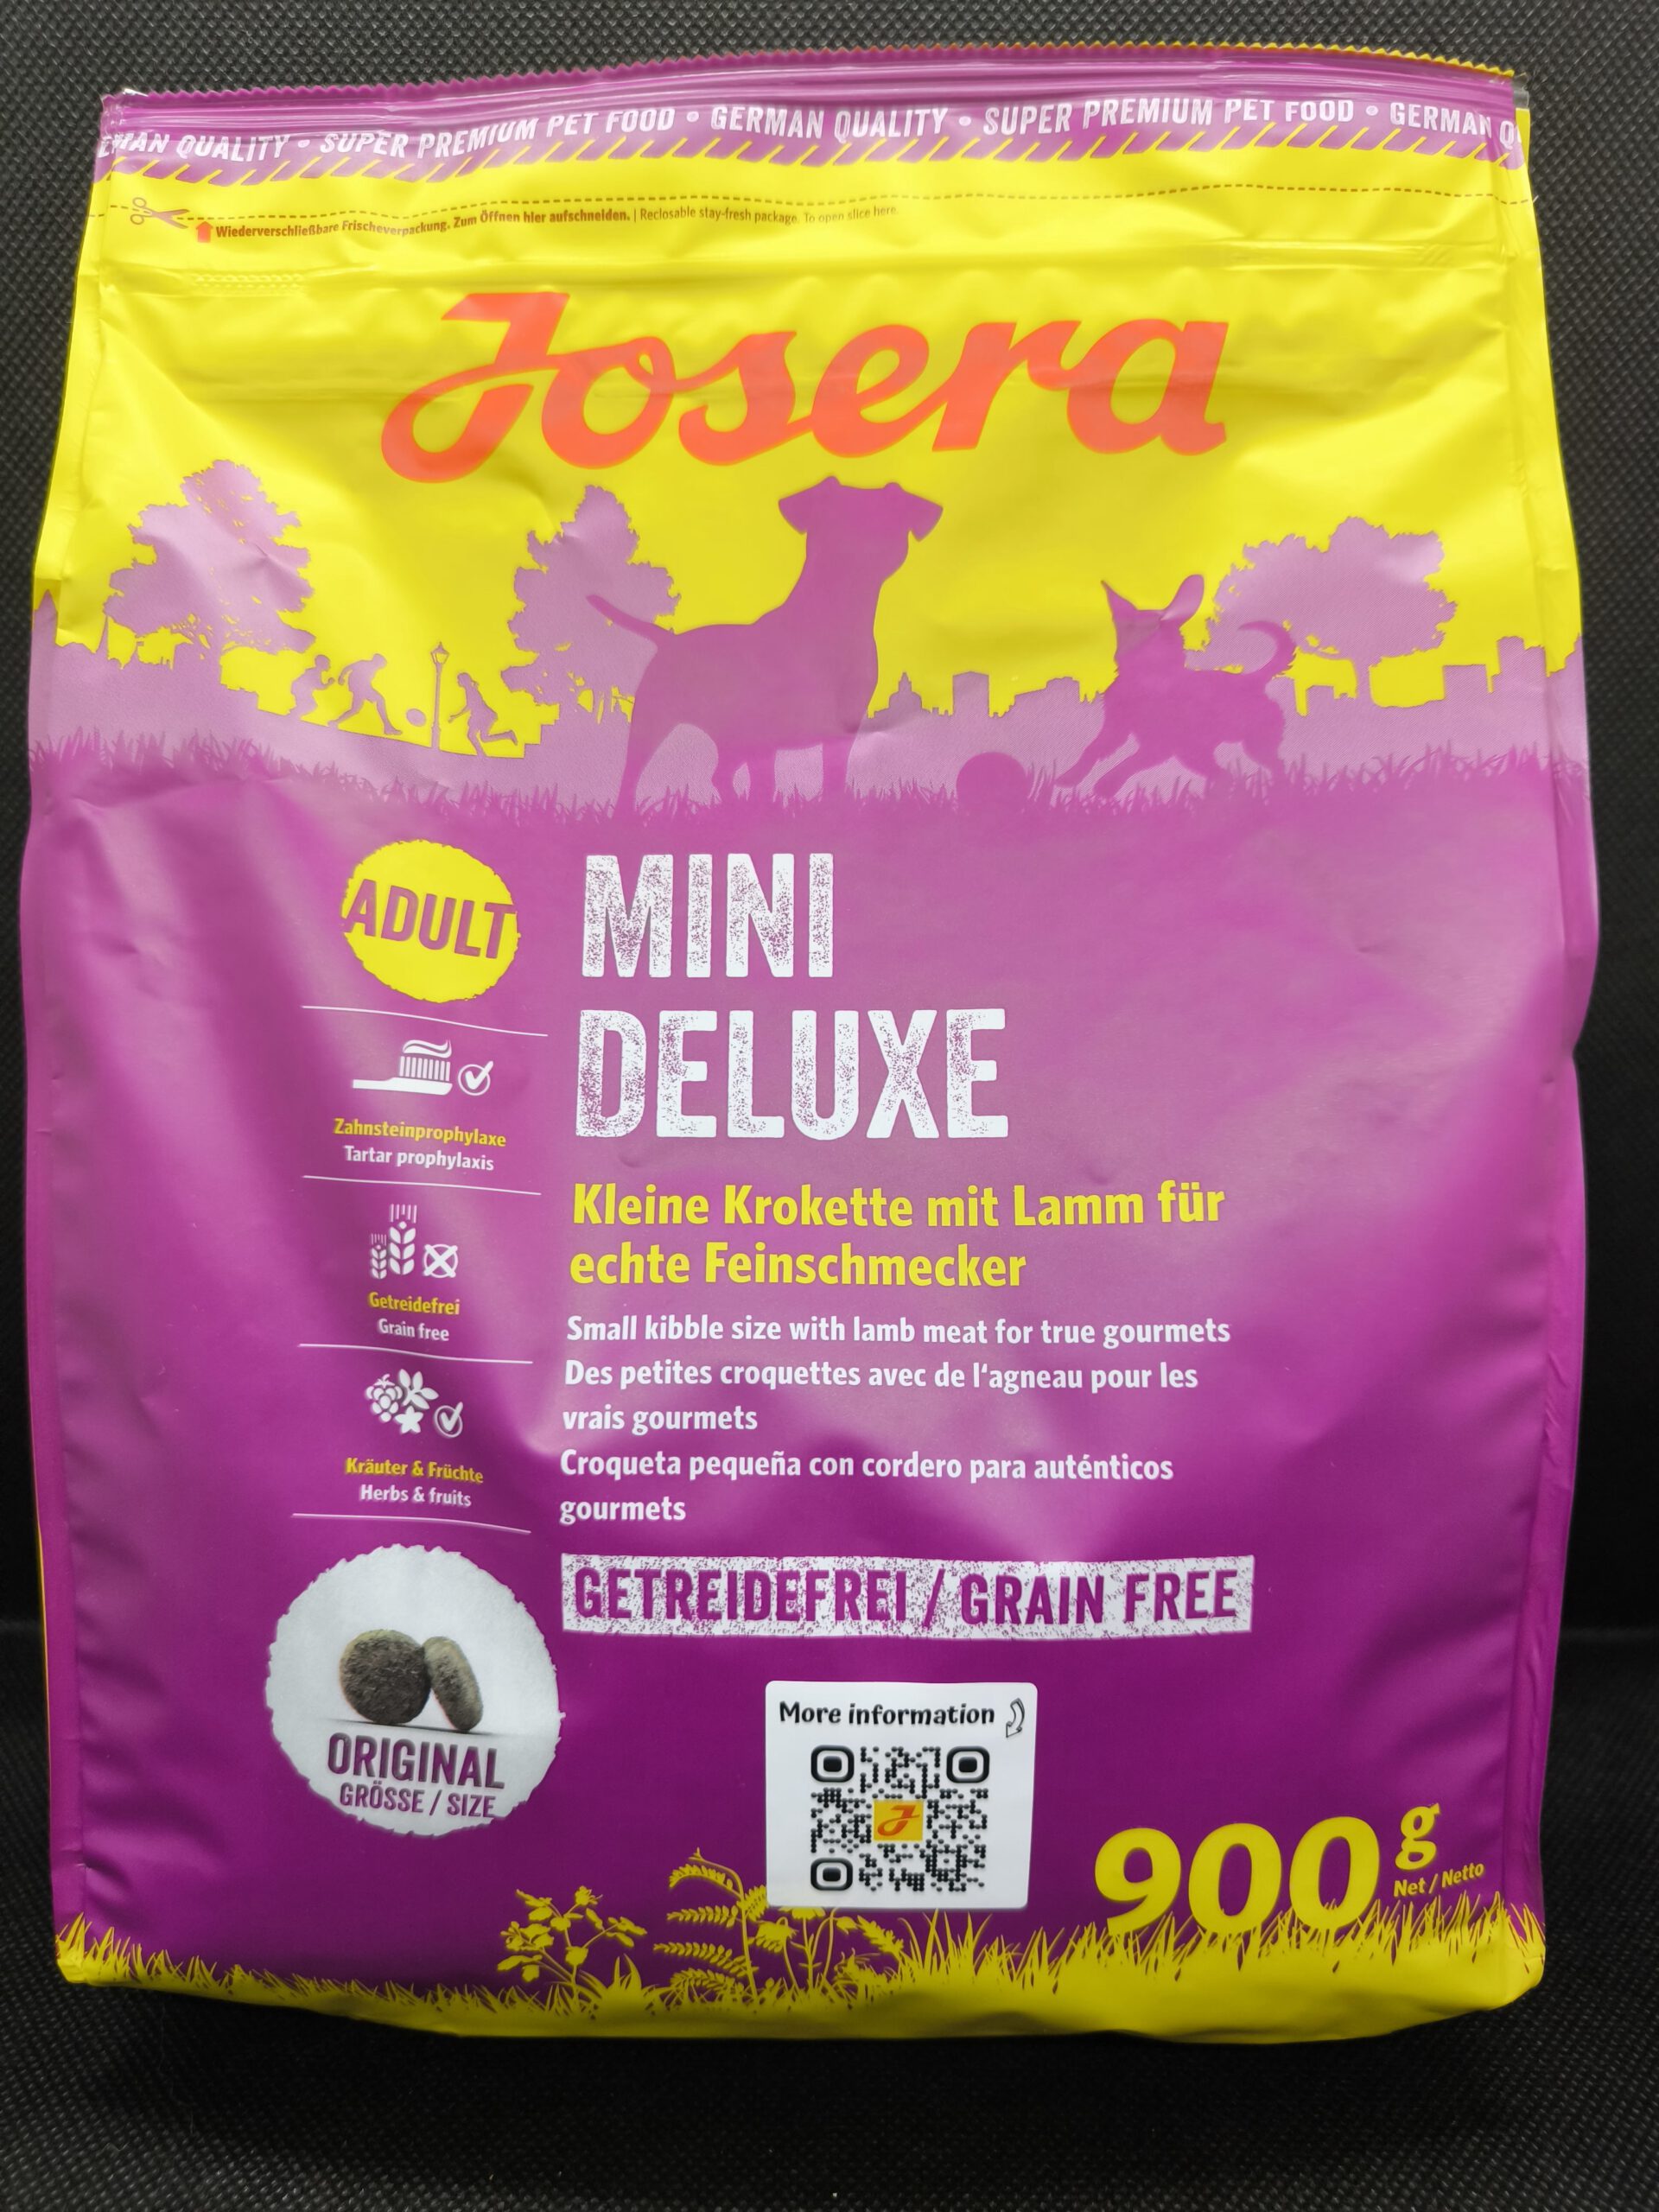 QUALITY • SUPER PREMIUM PET FOOD • GERMAN QUALITY • SUPER PREMIUM PET FOOD • GERMAN
Wiederverschließbare Frischeverpackung. Zum Öffnen hier aufschneiden. | Reclosable stay-fresh package. To open slice here.
Josera
ADULT
MINI
DELUXE
Zahnsteinprophylaxe
Tartar prophylaxis
Kleine Krokette mit Lamm für
echte Feinschmecker
Getreidefrei
Grain free
Small kibble size with lamb meat for true gourmets
Des petites croquettes avec de l'agneau pour les
vrais gourmets
Croqueta pequeña con cordero para auténticos
gourmets
Kräuter & Früchte
Herbs & fruits
GETREIDEFREI / GRAIN FREE
ORIGINAL
GRÖSSE / SIZE
More information
J
900 g
Net / Netto